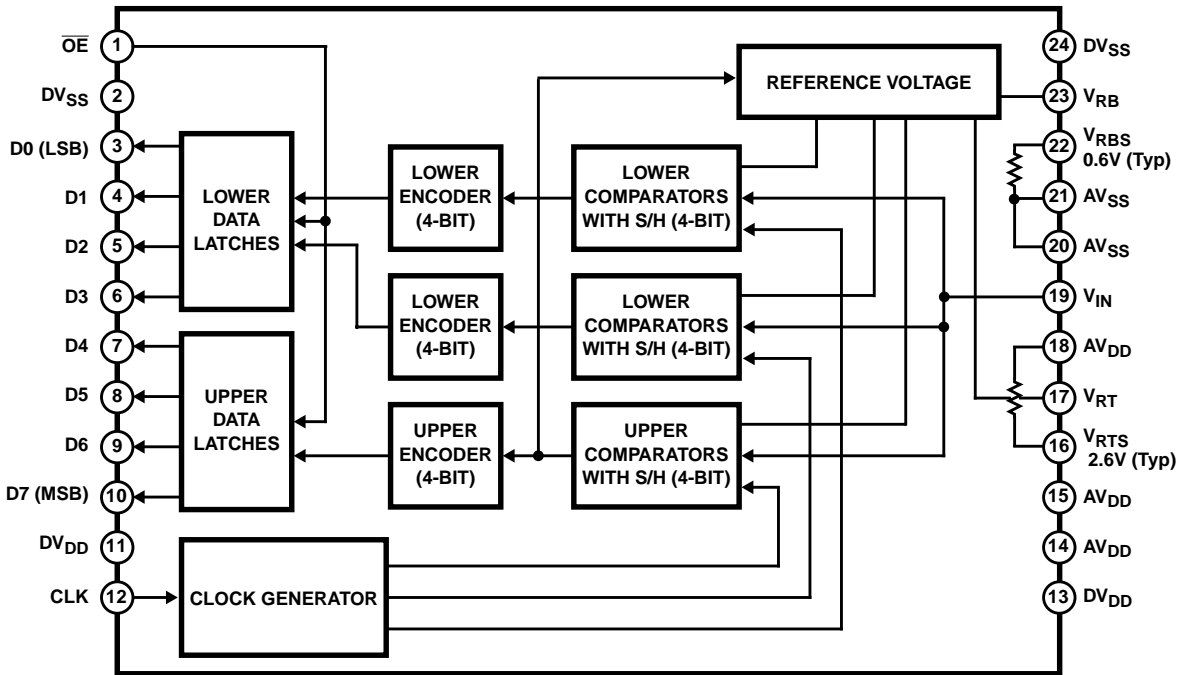 OE
1
DVSS
2
D0 (LSB)
3
D1
4
D2
5
D3
6
D4
7
D5
8
D6
9
D7 (MSB)
10
DVDD
11
CLK
12
LOWER
DATA
LATCHES
UPPER
DATA
LATCHES
CLOCK GENERATOR
LOWER
ENCODER
(4-BIT)
LOWER
ENCODER
(4-BIT)
UPPER
ENCODER
(4-BIT)
LOWER
COMPARATORS
WITH S/H (4-BIT)
LOWER
COMPARATORS
WITH S/H (4-BIT)
UPPER
COMPARATORS
WITH S/H (4-BIT)
REFERENCE VOLTAGE
24
DVSS
23
VRB
22
VRBS
0.6V (Typ)
21
AVSS
20
AVSS
19
VIN
18
AVDD
17
VRT
16
VRTS
2.6V (Typ)
15
AVDD
14
AVDD
13
DVDD